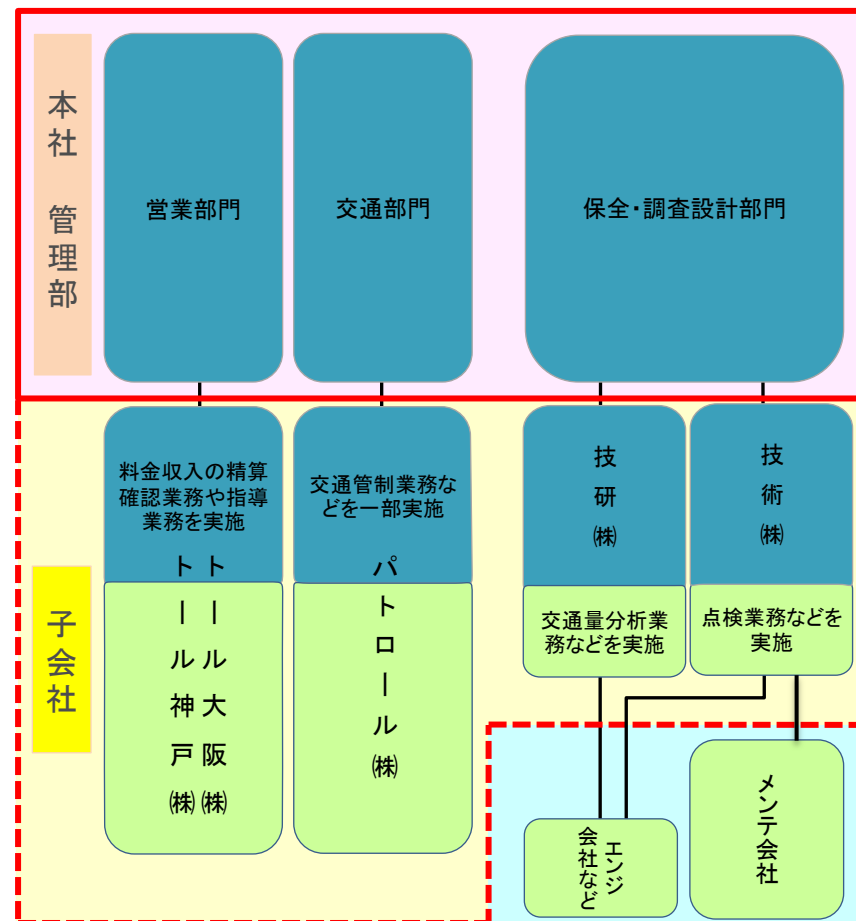 本社　管理部
営業部門
交通部門
保全・調査設計部門
料金収入の精算
確認業務や指導
業務を実施
トール大阪㈱
トール神戸㈱
交通管制業務な
どを一部実施
パトロール㈱
技研㈱
交通量分析業
務などを実施
技術㈱
点検業務などを
実施
子会社
エンジ
会社など
メンテ会社